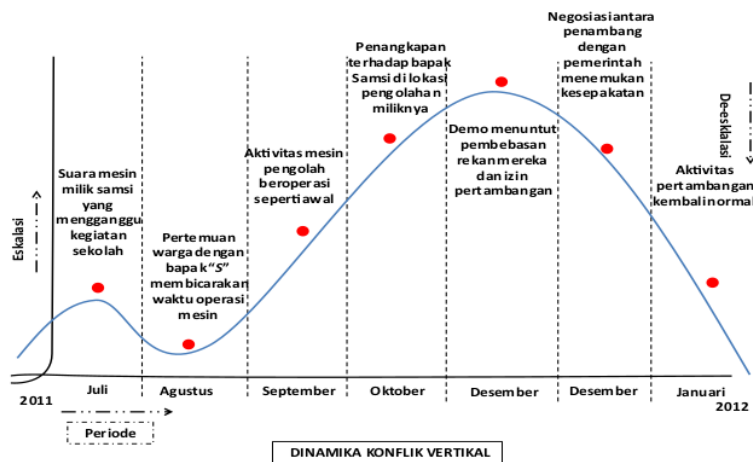 Eskalasi
Suara mesin
milik samsi
yang
mengganggu
kegiatan
sekolah
Pertemuan
warga dengan
bapak "S"
membicarakan
waktu operasi
mesin
Aktivitas mesin
pengolah
beroperasi
seperti awal
Penangkapan
terhadap bapak
Samsi di lokasi
pengolahan
miliknya
Demo menuntut
pembebasan
rekan mereka
dan izin
pertambangan
Negosiasi antara
penambang
dengan
pemerintah
menemukan
kesepakatan
De-esklalasi
Aktivitas
pertambangan
kembali normal
2011
Juli
Agustus
September
Oktober
Desember
Desember
Januari
2012
Periode
DINAMIKA KONFLIK VERTIKAL